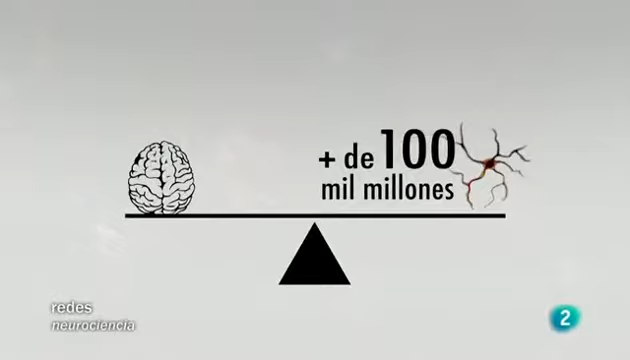 + de 100
mil millones
redes
neurociencia
2